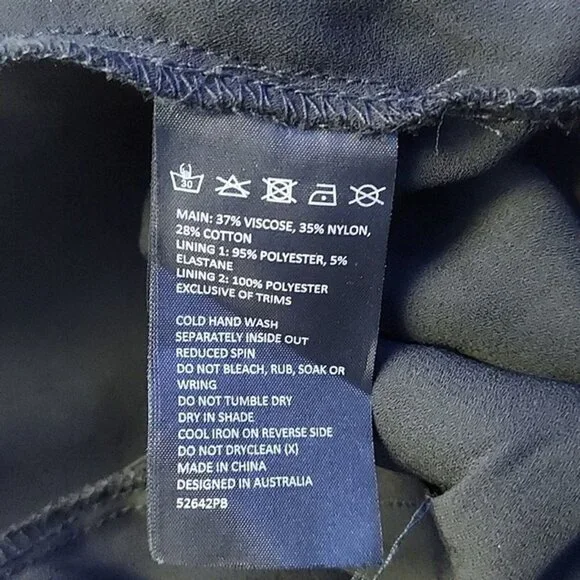 30
MAIN: 37% VISCOSE, 35% NYLON,
28% COTTON
LINING 1: 95% POLYESTER, 5%
ELASTANE
LINING 2: 100% POLYESTER
EXCLUSIVE OF TRIMS
COLD HAND WASH
SEPARATELY INSIDE OUT
REDUCED SPIN
DO NOT BLEACH, RUB, SOAK OR
WRING
DO NOT TUMBLE DRY
DRY IN SHADE
COOL IRON ON REVERSE SIDE
DO NOT DRYCLEAN (X)
MADE IN CHINA
DESIGNED IN AUSTRALIA
52642PB